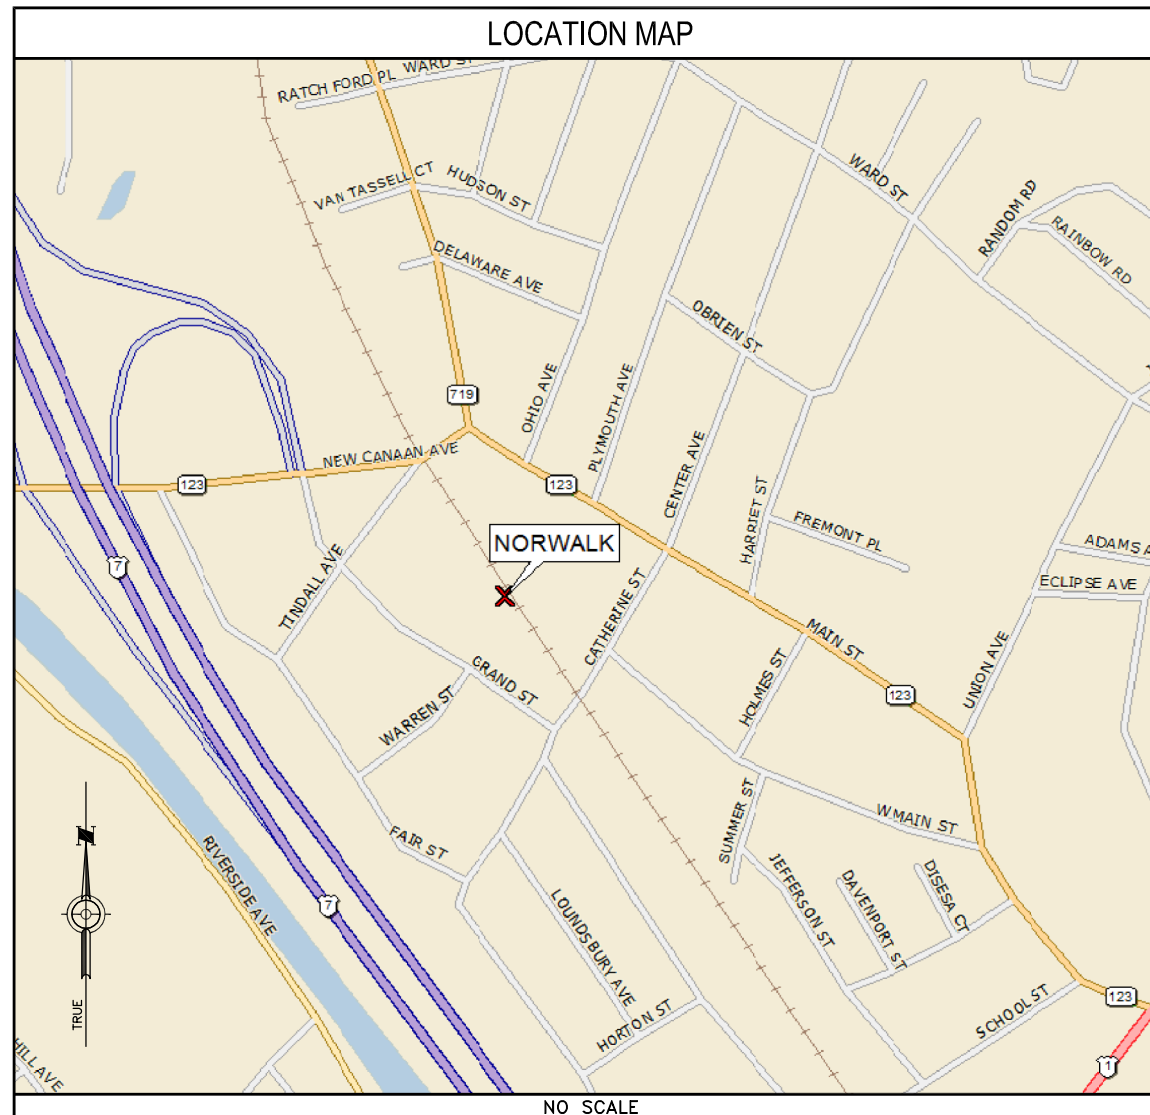 LOCATION MAP
RATCH FORD PL
WARD ST
VAN TASSELL CT
HUDSON ST
WARD ST
RANDOM RD
RAINBOW RD
DELAWARE AVE
OBRIEN ST
719
OHIO AVE
PLYMOUTH AVE
NEW CANAAN AVE
123
123
CENTER AVE
HARRIET ST
FREMONT PL
NORWALK
ADAMS A
ECLIPSE AVE
7
TINDALL AVE
CATHERINE ST
MAIN ST
GRAND ST
HOLMES ST
UNION AVE
123
WARREN ST
SUMMER ST
W MAIN ST
FAIR ST
RIVERSIDE AVE
JEFFERSON ST
DAVENPORT ST
DISESA CT
7
LOUNDSBURY AVE
N
TRUE
HORTON ST
SCHOOL ST
123
HILL AVE
1
NO SCALE